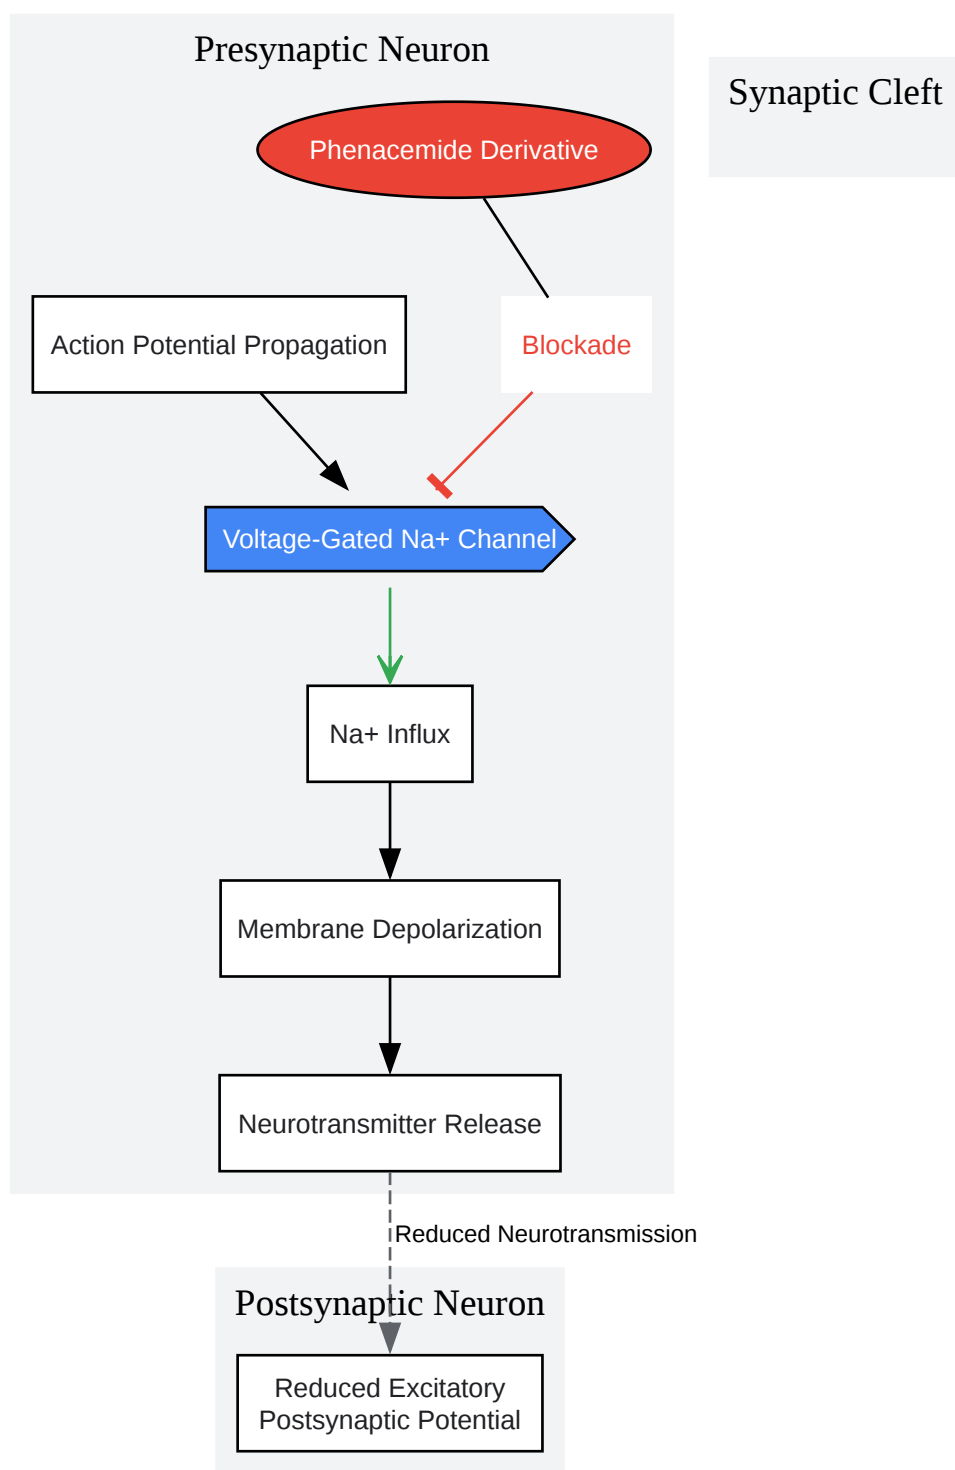 Presynaptic Neuron
Synaptic Cleft
Phenacemide Derivative
Action Potential Propagation
Blockade
Voltage-Gated Na+ Channel
Na+ Influx
Membrane Depolarization
Neurotransmitter Release
Reduced Neurotransmission
Postsynaptic Neuron
Reduced Excitatory
Postsynaptic Potential